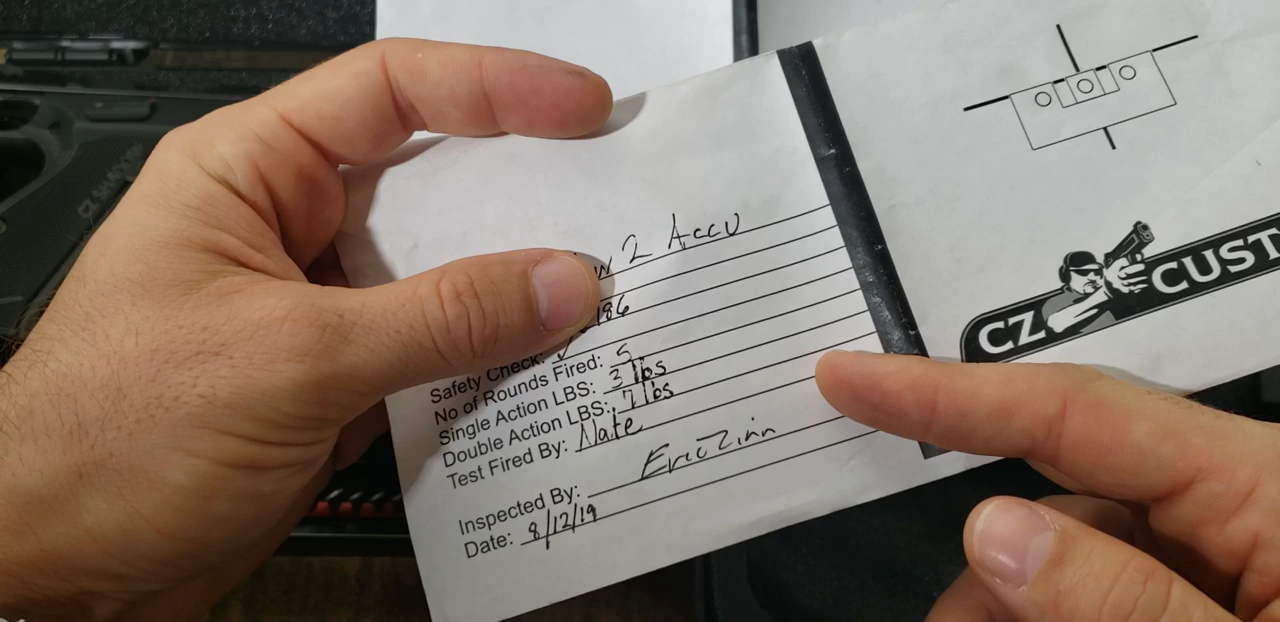 w 2 Accu
186
Safety Check: ✓
No of Rounds Fired: 5
Single Action LBS: 3 lbs
Double Action LBS: 7 lbs
Test Fired By: Nate
Inspected By: Eric Zinn
Date: 8/12/19
CZ CUST